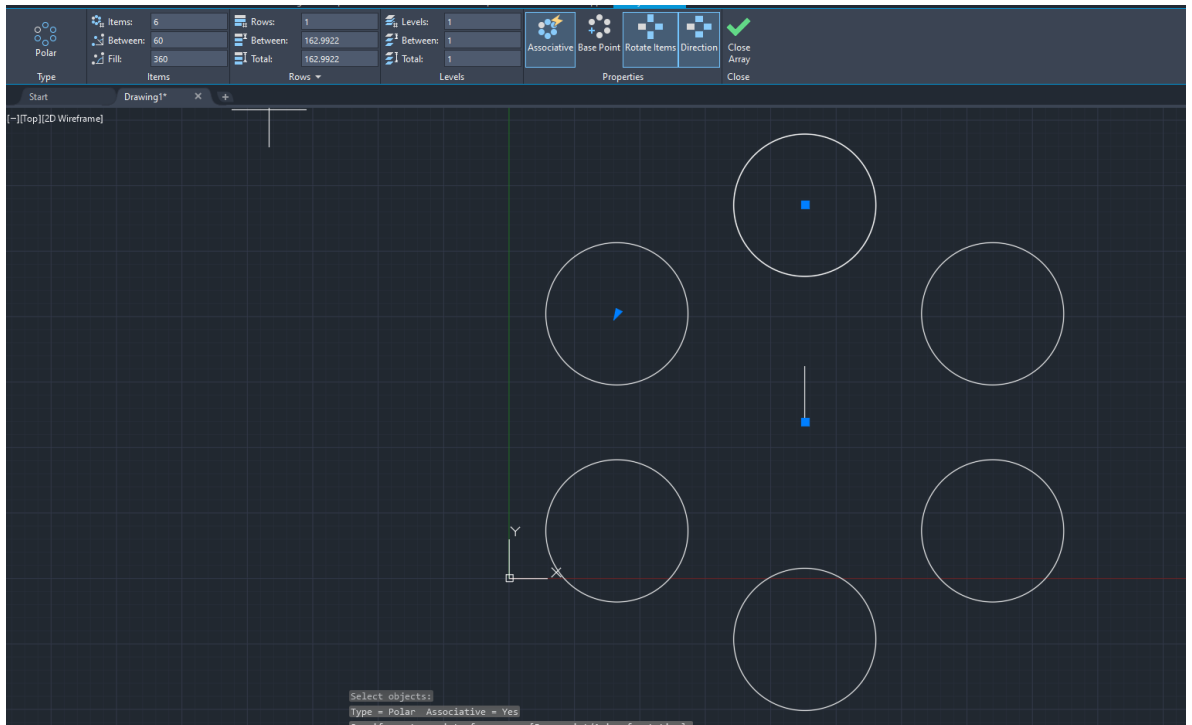 Items: 6
Rows: 1
Levels: 1
Between: 60
Between: 162.9922
Between: 1
Fill: 360
Total: 162.9922
Total: 1
Polar
Associative
Base Point
Rotate Items
Direction
Close
Array
Type
Items
Rows
Levels
Properties
Close
Start
Drawing1*
[−][Top][2D Wireframe]
Y
X
Select objects:
Type = Polar Associative = Yes